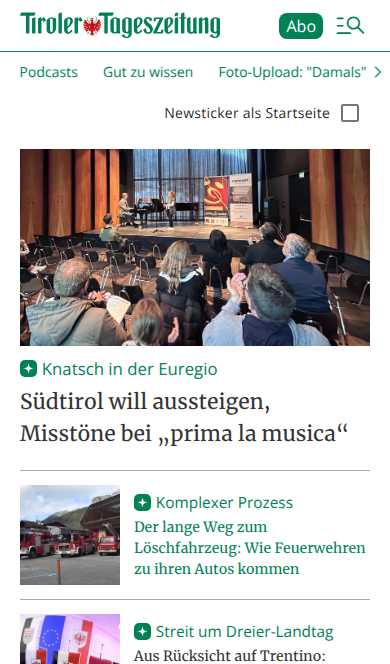 Tiroler Tageszeitung
Abo
Podcasts Gut zu wissen Foto-Upload: "Damals"
Newsticker als Startseite
Knatsch in der Euregio
Südtirol will aussteigen,
Misstöne bei „prima la musica“
Komplexer Prozess
Der lange Weg zum
Löschfahrzeug: Wie Feuerwehren
zu ihren Autos kommen
Streit um Dreier-Landtag
Aus Rücksicht auf Trentino: